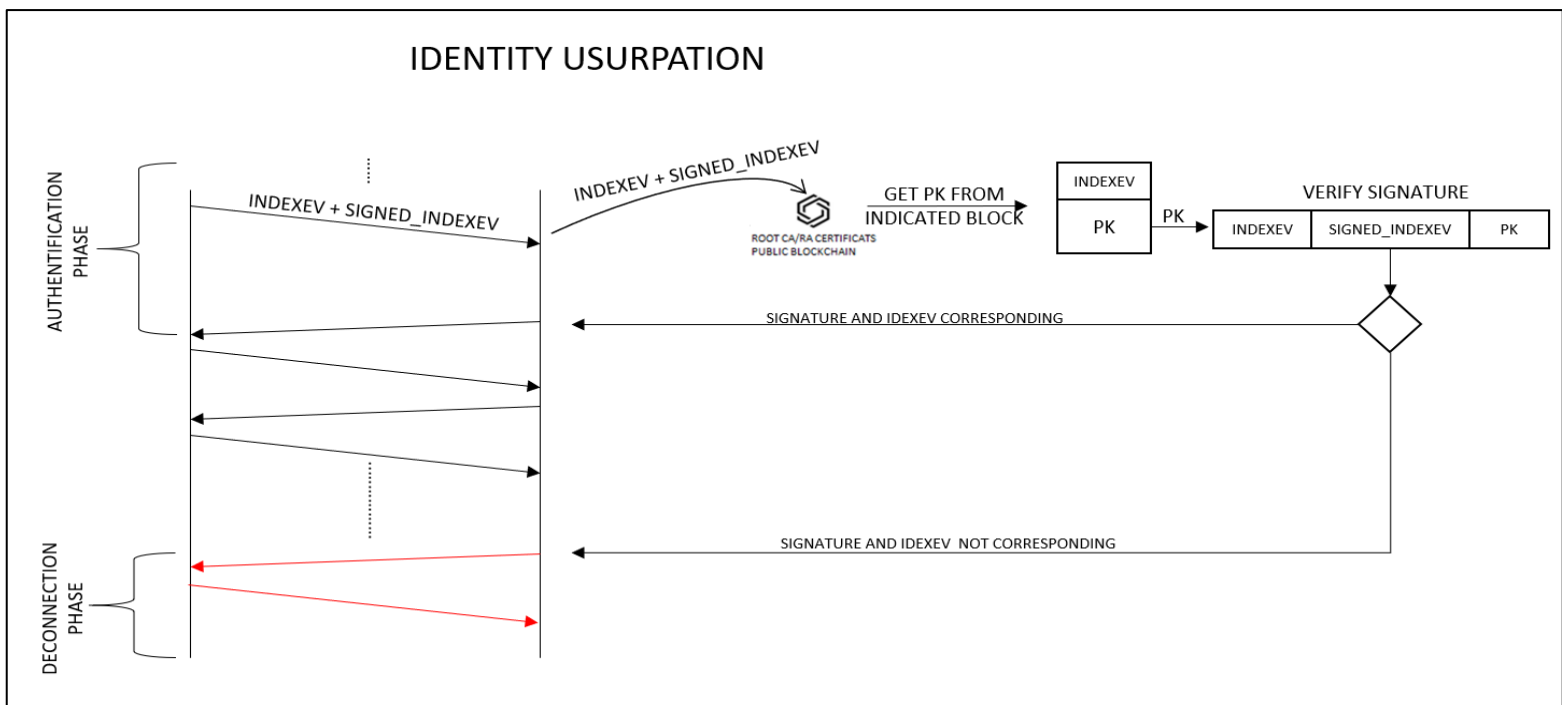 IDENTITY USURPATION
AUTHENTIFICATION
PHASE
INDEXEV + SIGNED_INDEXEV
INDEXEV + SIGNED_INDEXEV
ROOT CA/RA CERTIFICATS
PUBLIC BLOCKCHAIN
GET PK FROM
INDICATED BLOCK
INDEXEV
PK
PK
VERIFY SIGNATURE
INDEXEV SIGNED_INDEXEV PK
SIGNATURE AND IDEXEV CORRESPONDING
SIGNATURE AND IDEXEV NOT CORRESPONDING
DECONNECTION
PHASE